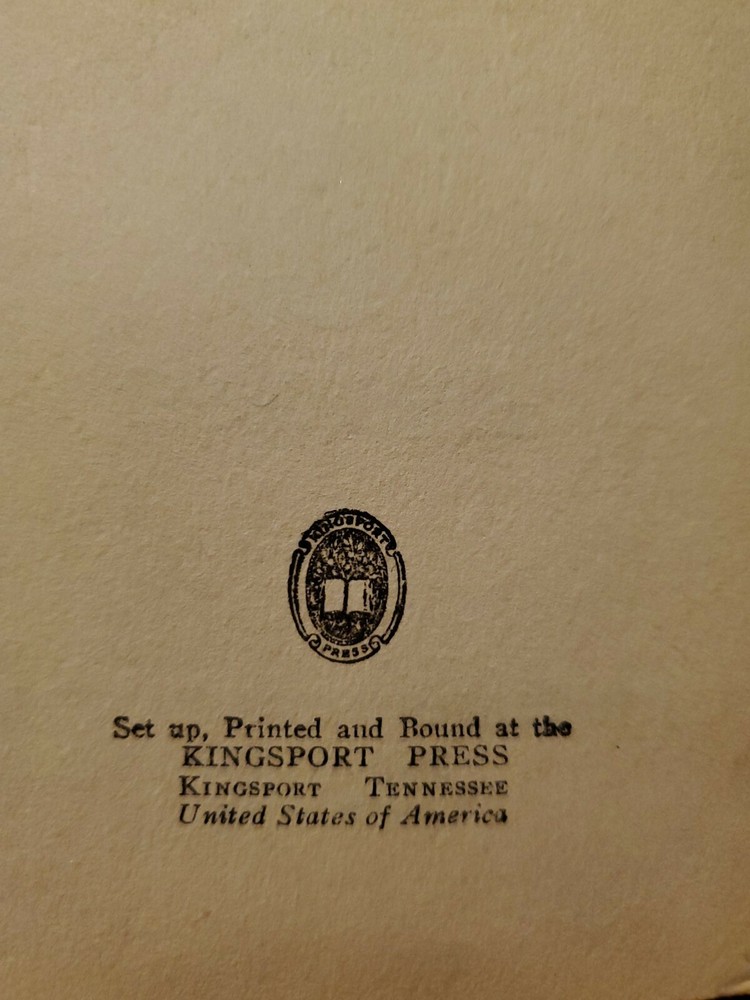 KINGSPORT
PRESS
Set up, Printed and Bound at the
KINGSPORT PRESS
KINGSPORT TENNESSEE
United States of America